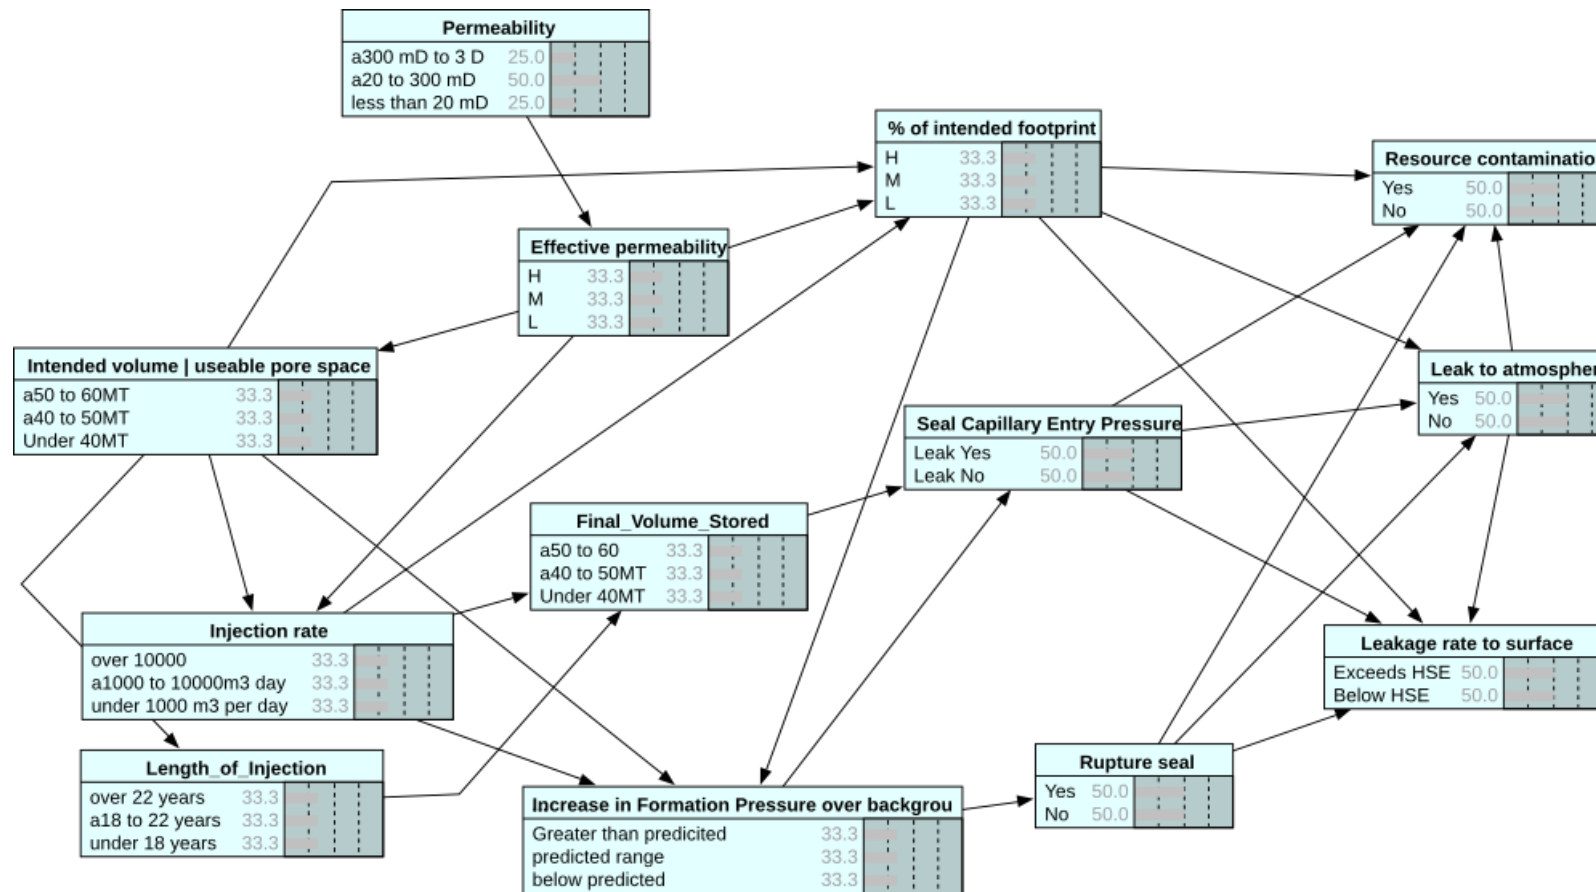 Permeability
a300 mD to 3 D 25.0
a20 to 300 mD 50.0
less than 20 mD 25.0
% of intended footprint
H 33.3
M 33.3
L 33.3
Resource contaminatio
Yes 50.0
No 50.0
Effective permeability
H 33.3
M 33.3
L 33.3
Intended volume | useable pore space
a50 to 60MT 33.3
a40 to 50MT 33.3
Under 40MT 33.3
Leak to atmospher
Yes 50.0
No 50.0
Seal Capillary Entry Pressure
Leak Yes 50.0
Leak No 50.0
Final_Volume_Stored
a50 to 60 33.3
a40 to 50MT 33.3
Under 40MT 33.3
Injection rate
over 10000 33.3
a1000 to 10000m3 day 33.3
under 1000 m3 per day 33.3
Leakage rate to surface
Exceeds HSE 50.0
Below HSE 50.0
Length_of_Injection
over 22 years 33.3
a18 to 22 years 33.3
under 18 years 33.3
Rupture seal
Yes 50.0
No 50.0
Increase in Formation Pressure over backgrou
Greater than predicited 33.3
predicted range 33.3
below predicted 33.3